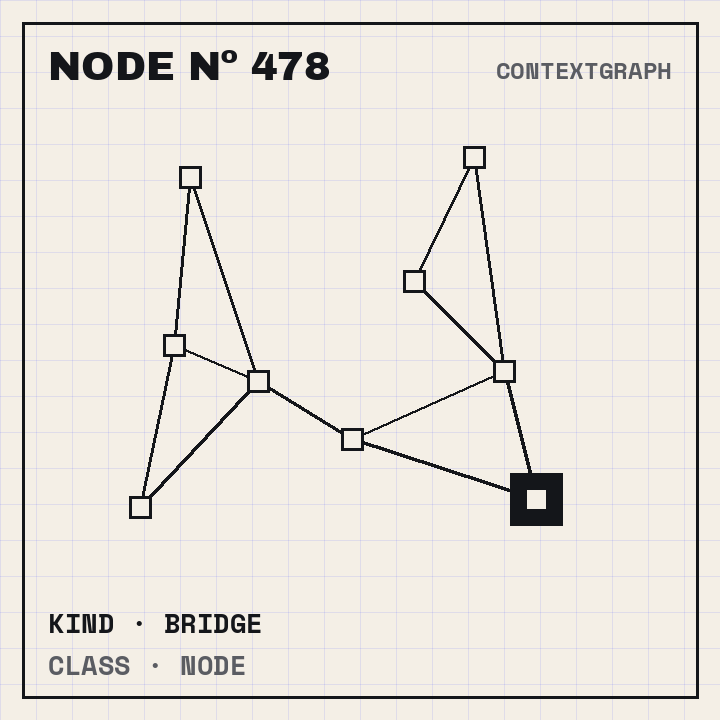 NODE Nº 478
CONTEXTGRAPH
KIND · BRIDGE
CLASS · NODE